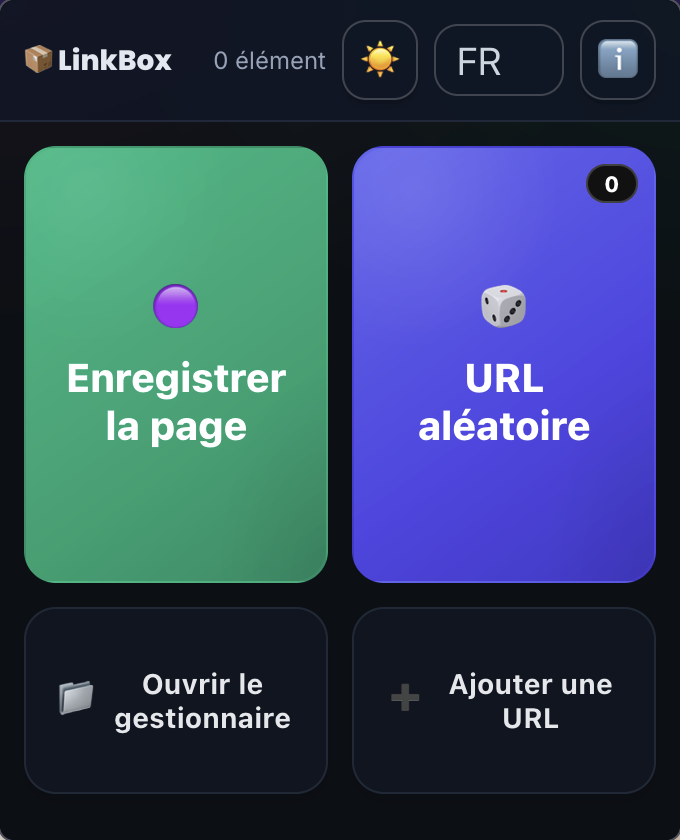 LinkBox
0 élément
FR
0
Enregistrer
la page
URL
aléatoire
Ouvrir le
gestionnaire
Ajouter une
URL